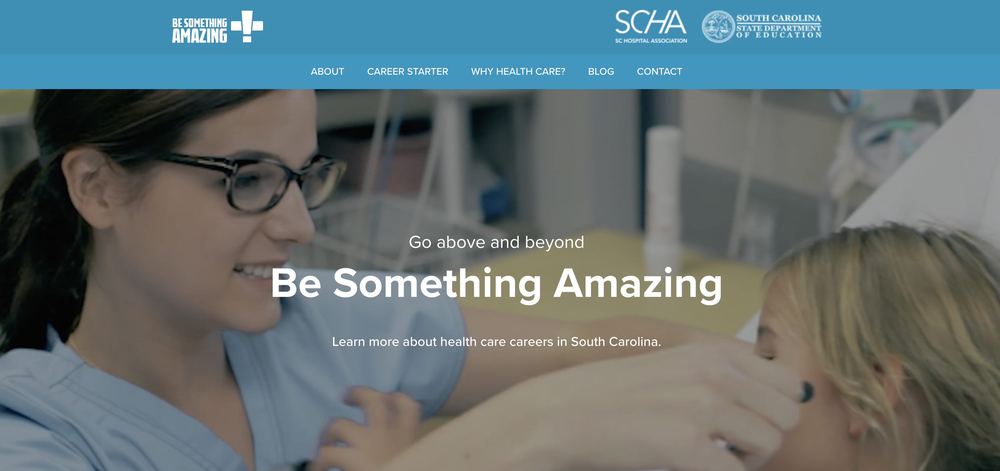 BE SOMETHING
AMAZING
SCHA
SC HOSPITAL ASSOCIATION
SOUTH CAROLINA
STATE DEPARTMENT
OF EDUCATION
ABOUT CAREER STARTER WHY HEALTH CARE? BLOG CONTACT
Go above and beyond
Be Something Amazing
Learn more about health care careers in South Carolina.